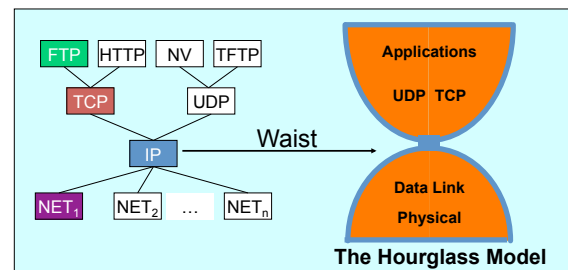 FTP HTTP NV TFTP
TCP UDP
IP
NET1 NET2 … NETn
Waist
Applications
UDP TCP
Data Link
Physical
The Hourglass Model